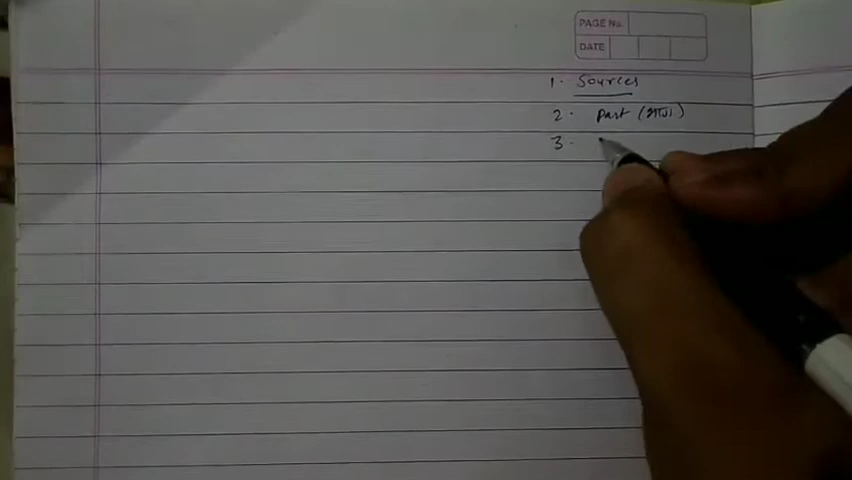 PAGE No.
DATE
1. Sources
2. Part (भाग)
3.